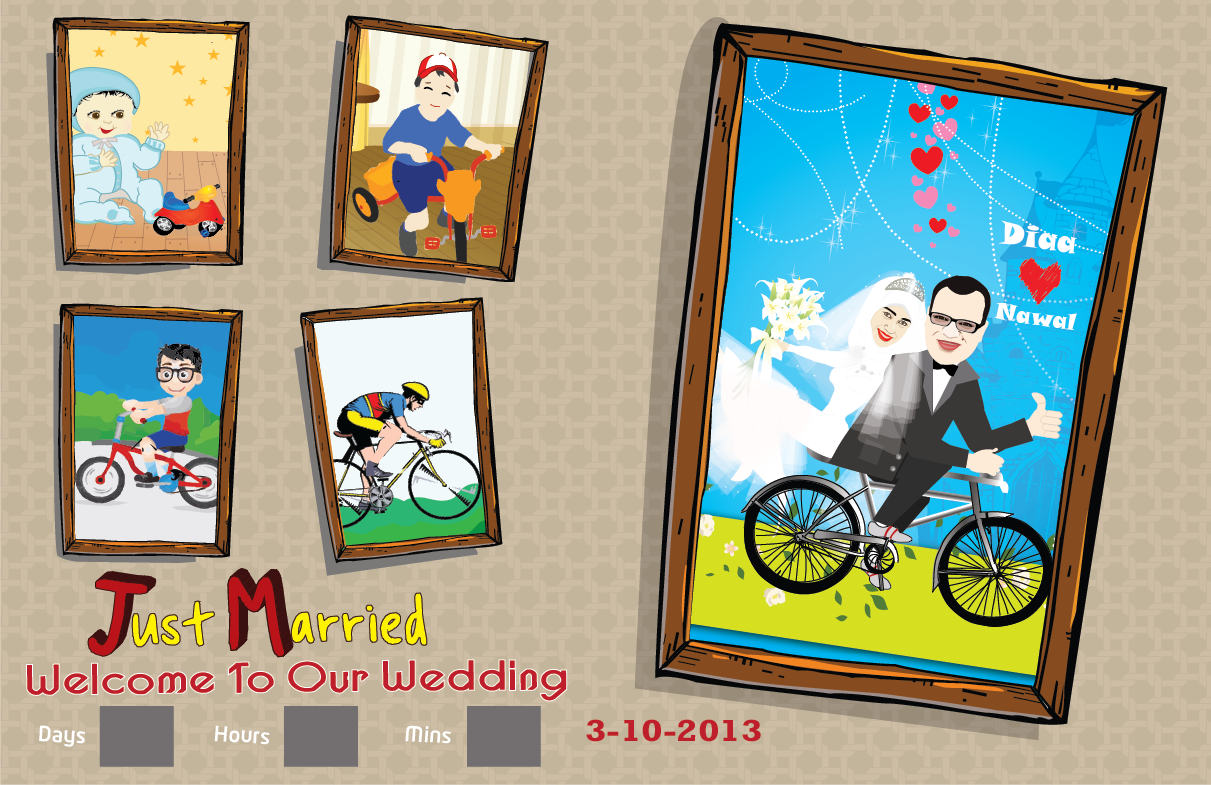 Diaa
Nawal
Just Married
Welcome To Our Wedding
Days Hours Mins 3-10-2013